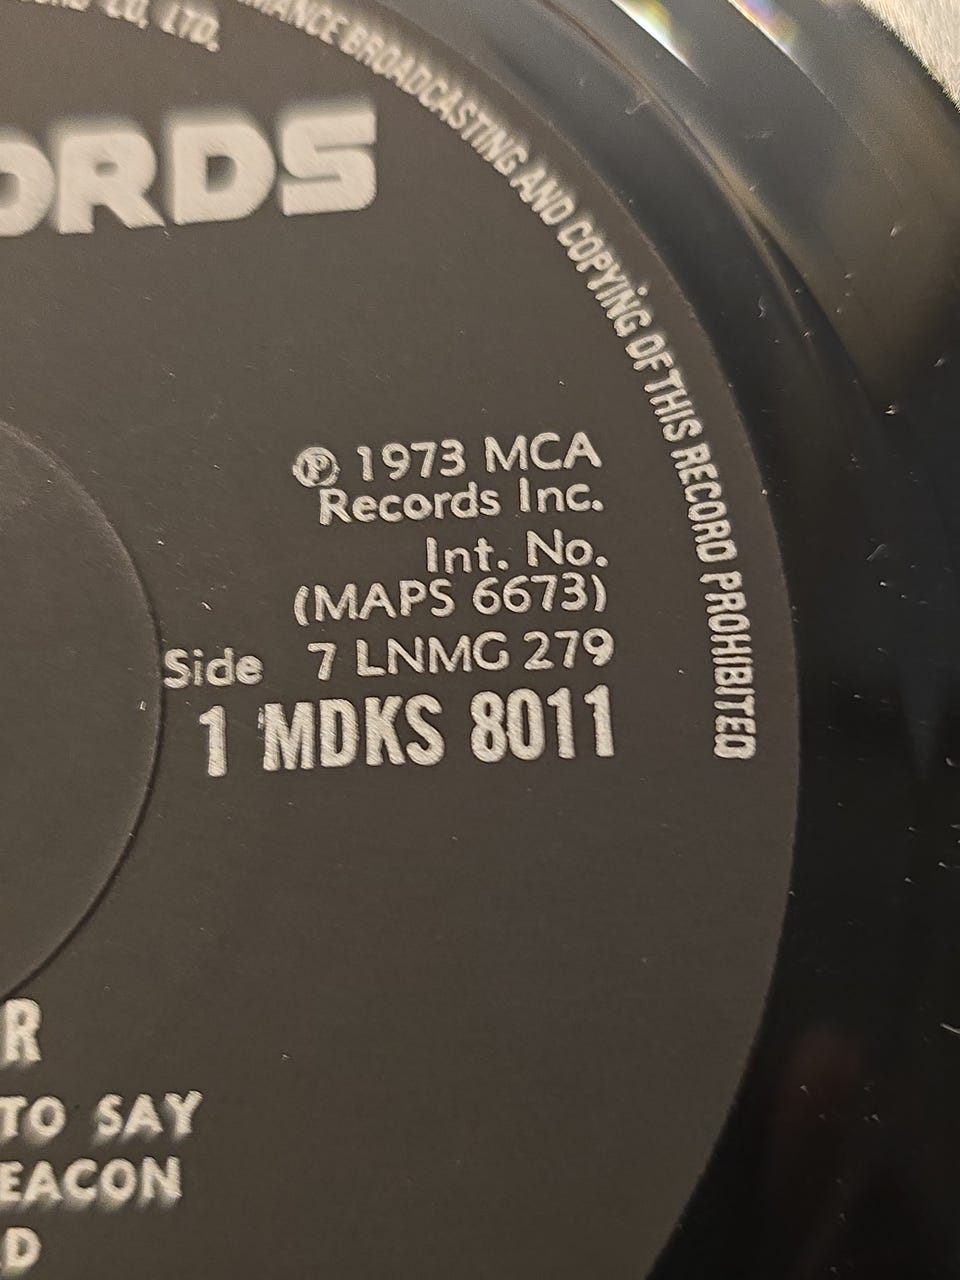 CO., LTD.
BROADCASTING AND COPYING OF THIS RECORD PROHIBITED
ORDS
Ⓟ 1973 MCA
Records Inc.
Int. No.
(MAPS 6673)
Side 7 LNMG 279
1 MDKS 8011
R
TO SAY
EACON
D